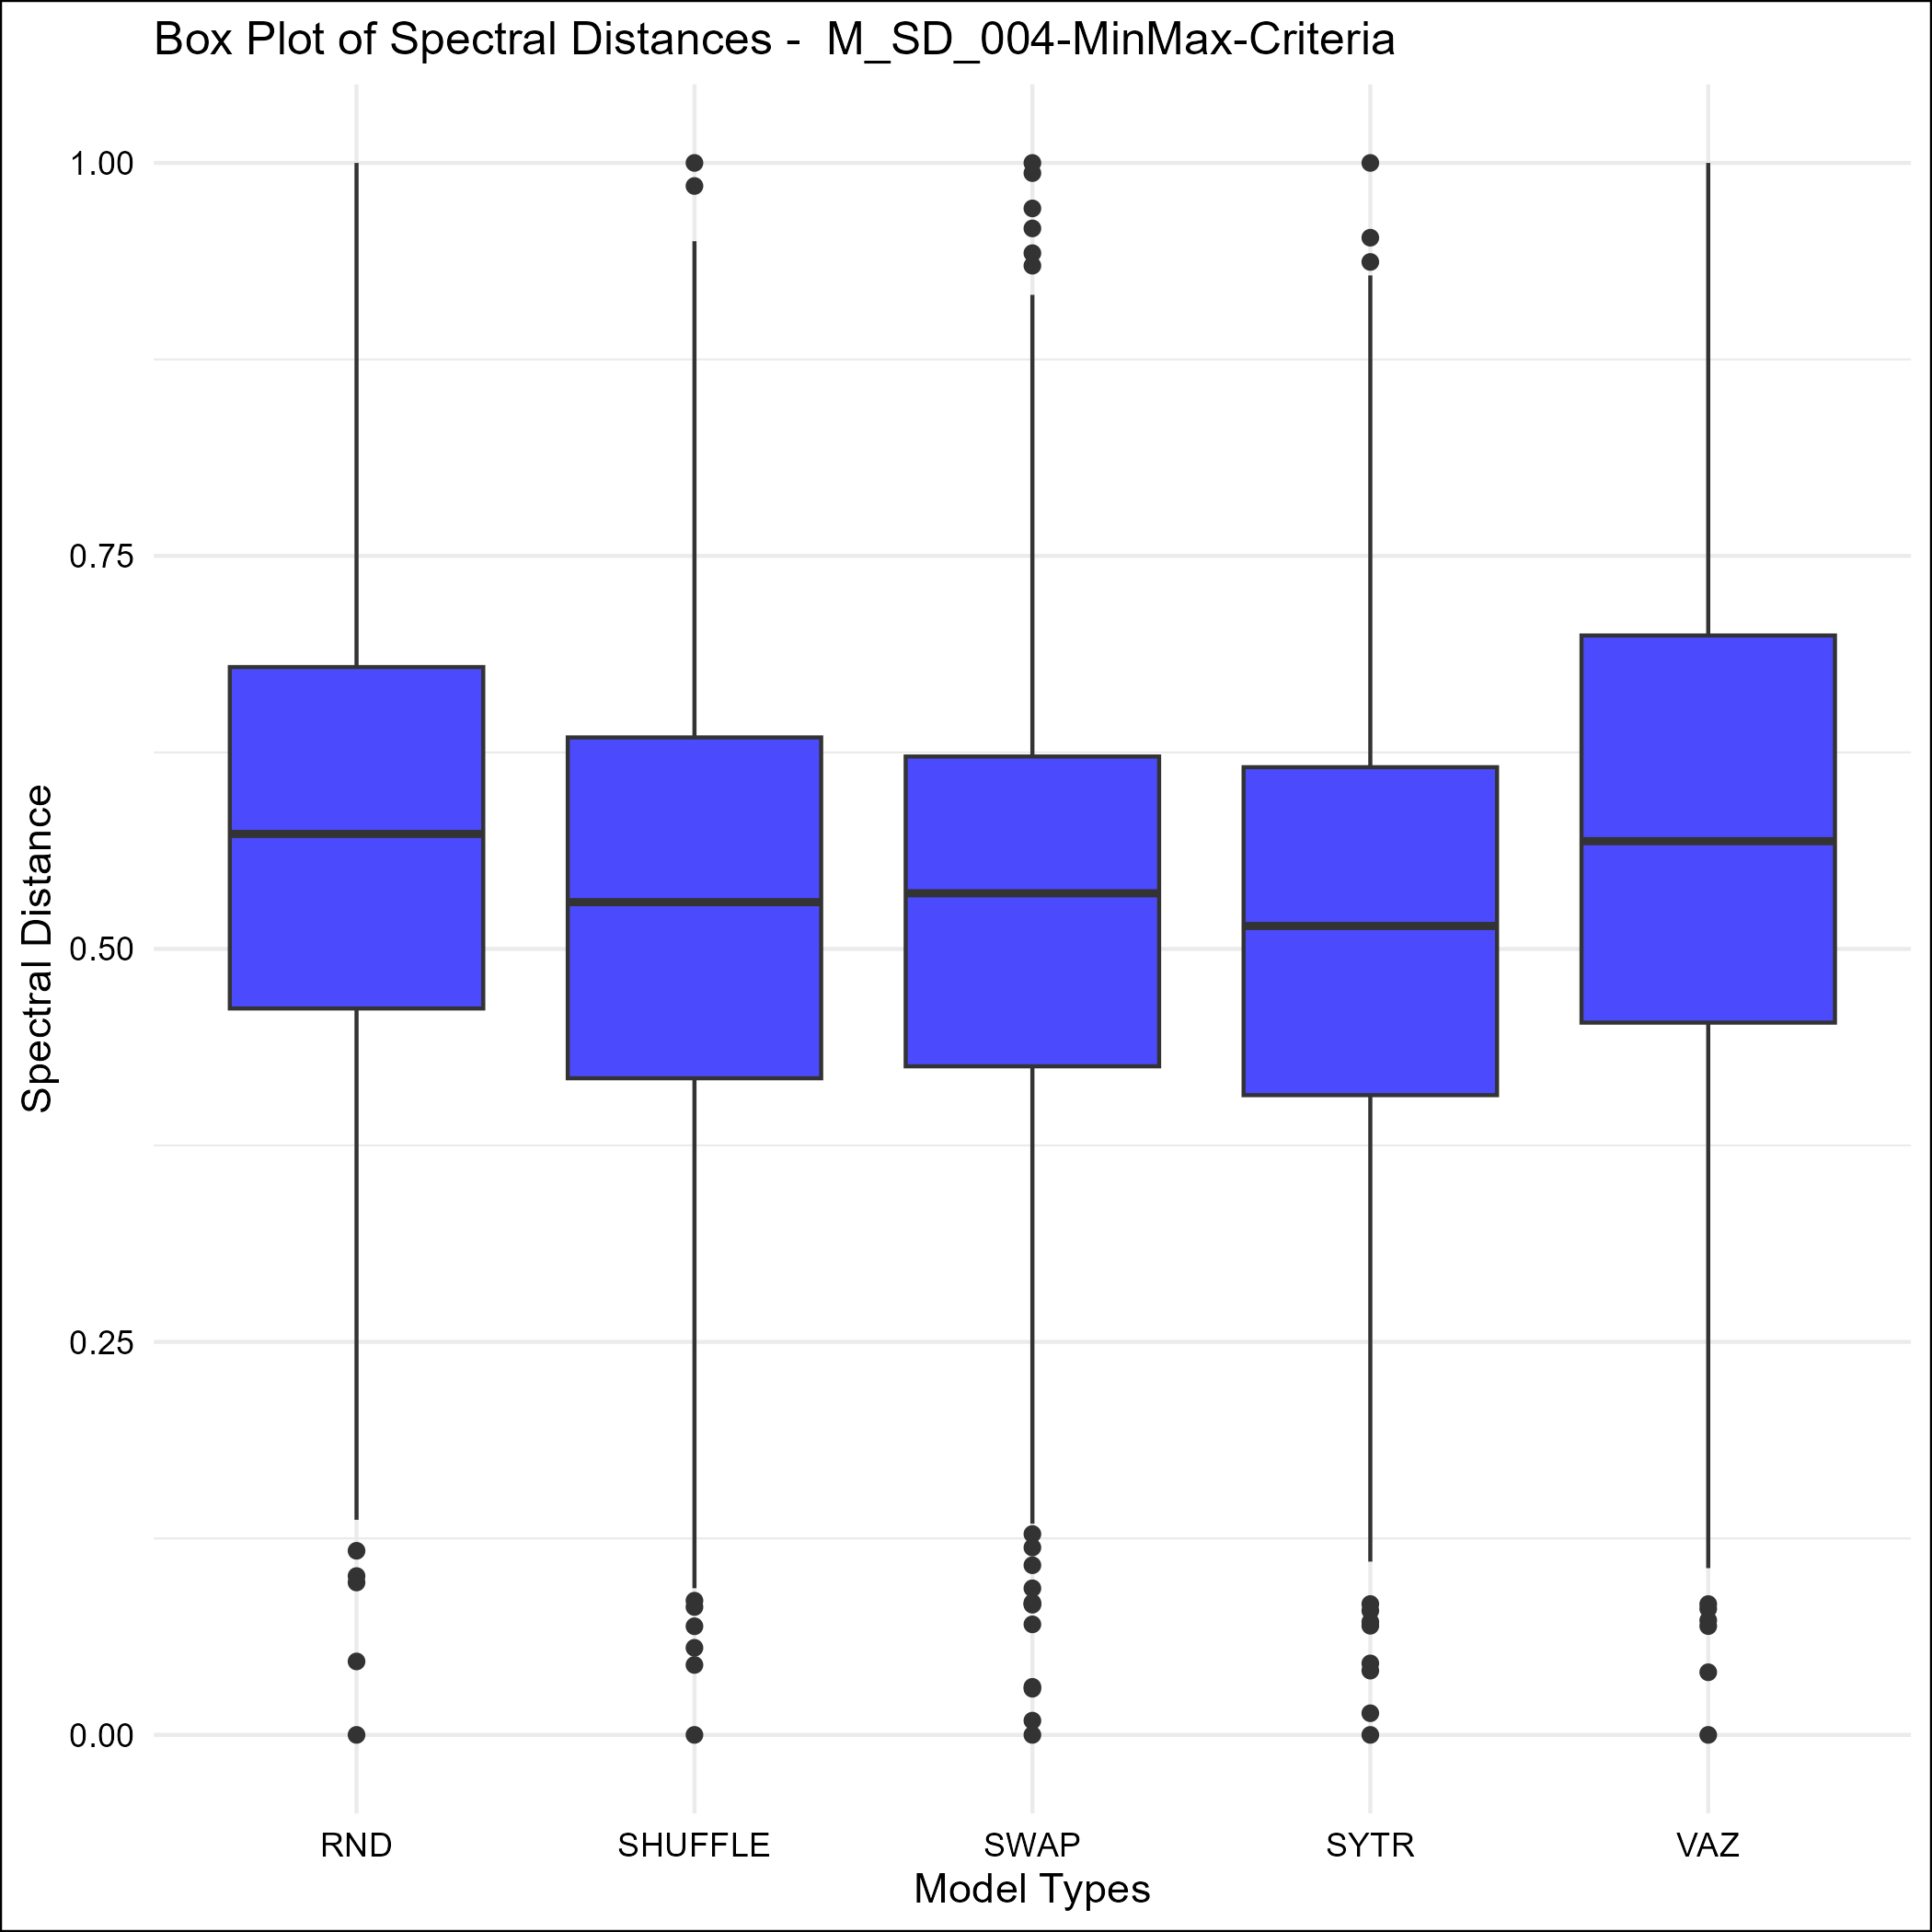 Box Plot of Spectral Distances -  M_SD_004-MinMax-Criteria
1.00
0.75
0.50
0.25
0.00
Spectral Distance
RND SHUFFLE SWAP SYTR VAZ
Model Types